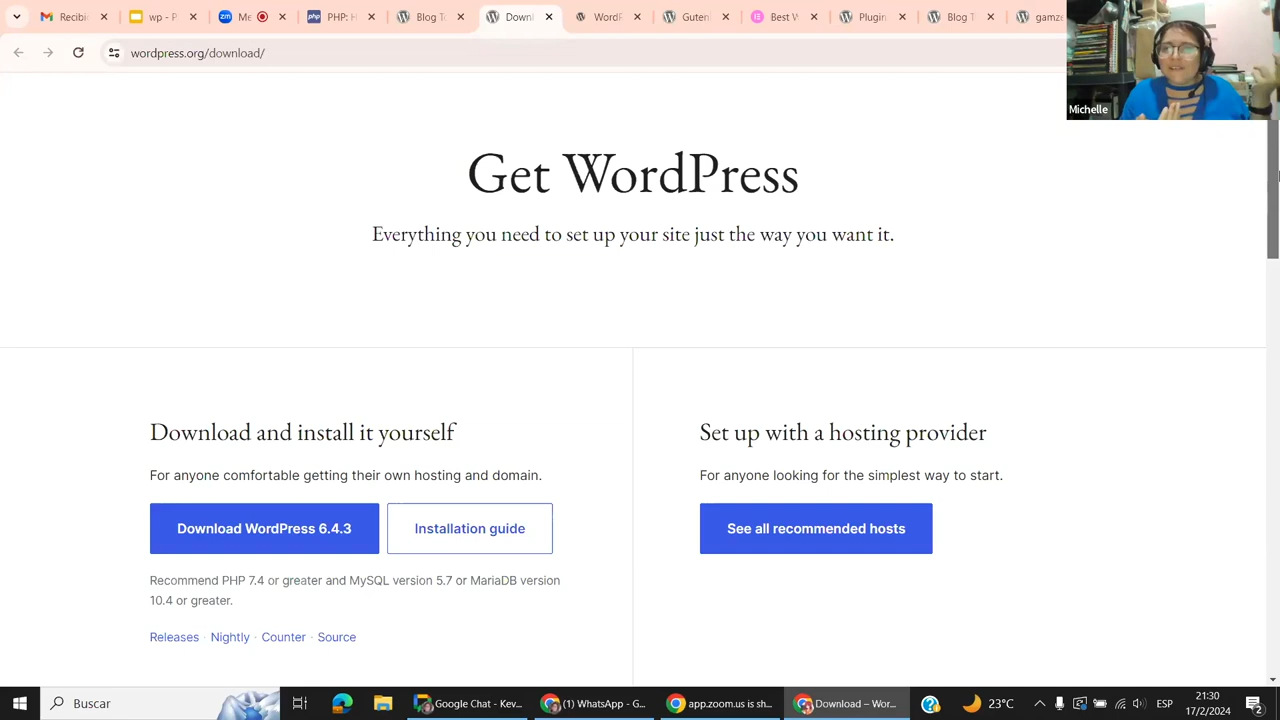 Recibic
wp - P
Me
PHP: H
Blog T
Downl
WordP
Guten
Best W
Plugin
Blog T
gamze
wordpress.org/download/
Michelle
Get WordPress
Everything you need to set up your site just the way you want it.
Download and install it yourself
For anyone comfortable getting their own hosting and domain.
Download WordPress 6.4.3
Installation guide
Recommend PHP 7.4 or greater and MySQL version 5.7 or MariaDB version
10.4 or greater.
Releases · Nightly · Counter · Source
Set up with a hosting provider
For anyone looking for the simplest way to start.
See all recommended hosts
Buscar
Google Chat - Kev...
(1) WhatsApp - G...
app.zoom.us is sh...
Download – Wor...
23°C
ESP
21:30
17/2/2024
2